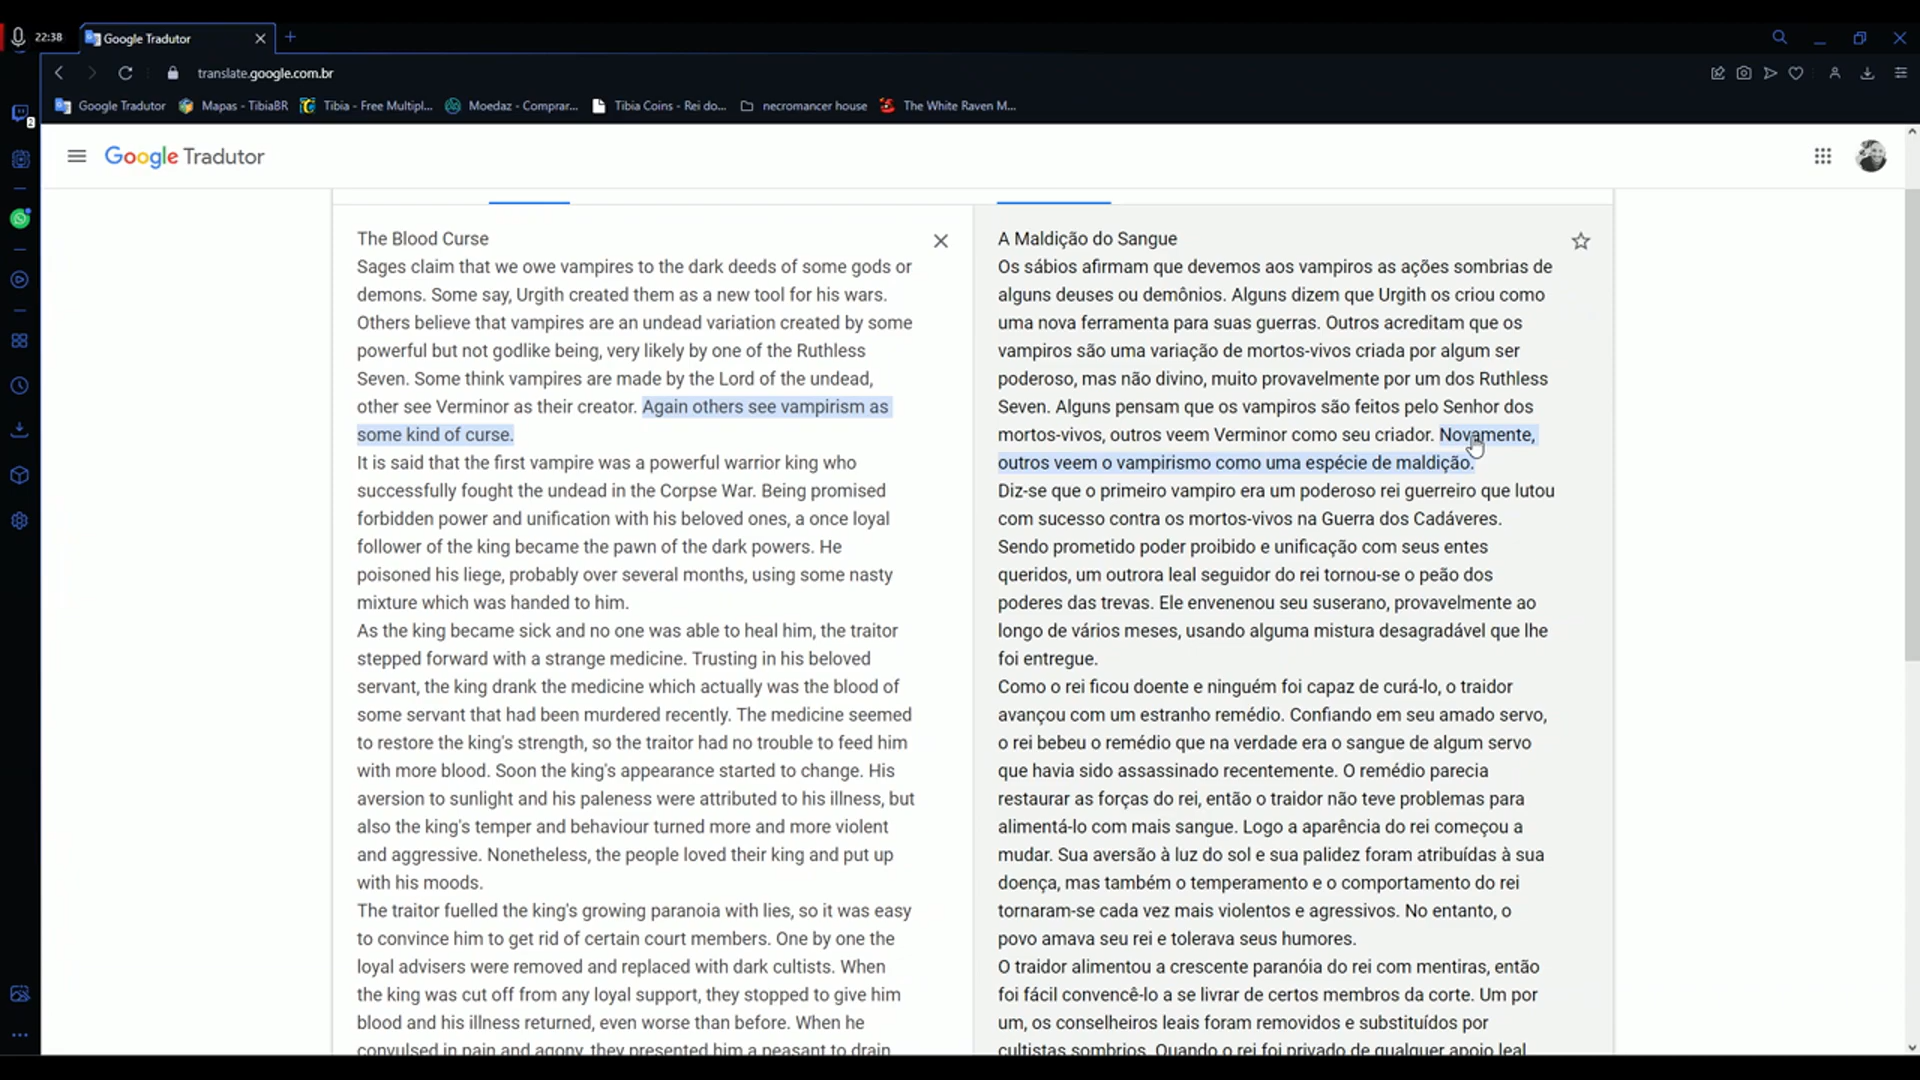 22:38
Google Tradutor
translate.google.com.br
Google Tradutor
Mapas - TibiaBR
Tibia - Free Multipl...
Moedaz - Comprar...
Tibia Coins - Rei do...
necromancer house
The White Raven M...
2
Google Tradutor
The Blood Curse
Sages claim that we owe vampires to the dark deeds of some gods or
demons. Some say, Urgith created them as a new tool for his wars.
Others believe that vampires are an undead variation created by some
powerful but not godlike being, very likely by one of the Ruthless
Seven. Some think vampires are made by the Lord of the undead,
other see Verminor as their creator. Again others see vampirism as
some kind of curse.
It is said that the first vampire was a powerful warrior king who
successfully fought the undead in the Corpse War. Being promised
forbidden power and unification with his beloved ones, a once loyal
follower of the king became the pawn of the dark powers. He
poisoned his liege, probably over several months, using some nasty
mixture which was handed to him.
As the king became sick and no one was able to heal him, the traitor
stepped forward with a strange medicine. Trusting in his beloved
servant, the king drank the medicine which actually was the blood of
some servant that had been murdered recently. The medicine seemed
to restore the king's strength, so the traitor had no trouble to feed him
with more blood. Soon the king's appearance started to change. His
aversion to sunlight and his paleness were attributed to his illness, but
also the king's temper and behaviour turned more and more violent
and aggressive. Nonetheless, the people loved their king and put up
with his moods.
The traitor fuelled the king's growing paranoia with lies, so it was easy
to convince him to get rid of certain court members. One by one the
loyal advisers were removed and replaced with dark cultists. When
the king was cut off from any loyal support, they stopped to give him
blood and his illness returned, even worse than before. When he
convulsed in pain and agony, they presented him a peasant to drain
A Maldição do Sangue
Os sábios afirmam que devemos aos vampiros as ações sombrias de
alguns deuses ou demônios. Alguns dizem que Urgith os criou como
uma nova ferramenta para suas guerras. Outros acreditam que os
vampiros são uma variação de mortos-vivos criada por algum ser
poderoso, mas não divino, muito provavelmente por um dos Ruthless
Seven. Alguns pensam que os vampiros são feitos pelo Senhor dos
mortos-vivos, outros veem Verminor como seu criador. Novamente,
outros veem o vampirismo como uma espécie de maldição.
Diz-se que o primeiro vampiro era um poderoso rei guerreiro que lutou
com sucesso contra os mortos-vivos na Guerra dos Cadáveres.
Sendo prometido poder proibido e unificação com seus entes
queridos, um outrora leal seguidor do rei tornou-se o peão dos
poderes das trevas. Ele envenenou seu suserano, provavelmente ao
longo de vários meses, usando alguma mistura desagradável que lhe
foi entregue.
Como o rei ficou doente e ninguém foi capaz de curá-lo, o traidor
avançou com um estranho remédio. Confiando em seu amado servo,
o rei bebeu o remédio que na verdade era o sangue de algum servo
que havia sido assassinado recentemente. O remédio parecia
restaurar as forças do rei, então o traidor não teve problemas para
alimentá-lo com mais sangue. Logo a aparência do rei começou a
mudar. Sua aversão à luz do sol e sua palidez foram atribuídas à sua
doença, mas também o temperamento e o comportamento do rei
tornaram-se cada vez mais violentos e agressivos. No entanto, o
povo amava seu rei e tolerava seus humores.
O traidor alimentou a crescente paranóia do rei com mentiras, então
foi fácil convencê-lo a se livrar de certos membros da corte. Um por
um, os conselheiros leais foram removidos e substituídos por
cultistas sombrios. Quando o rei foi privado de qualquer apoio leal